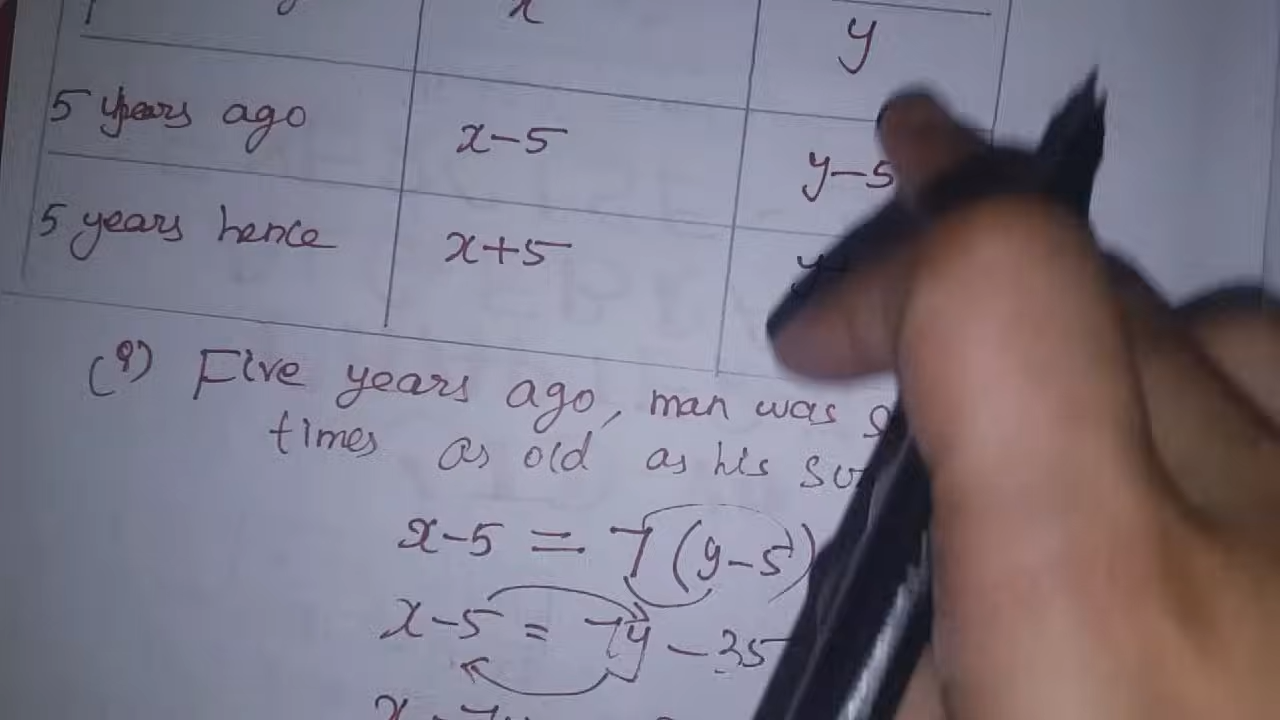 x y
5 years ago x-5 y-5
5 years hence x+5
(9) Five years ago, man was
times as old as his
x-5 = 7(y-5)
x-5 = 7y-35